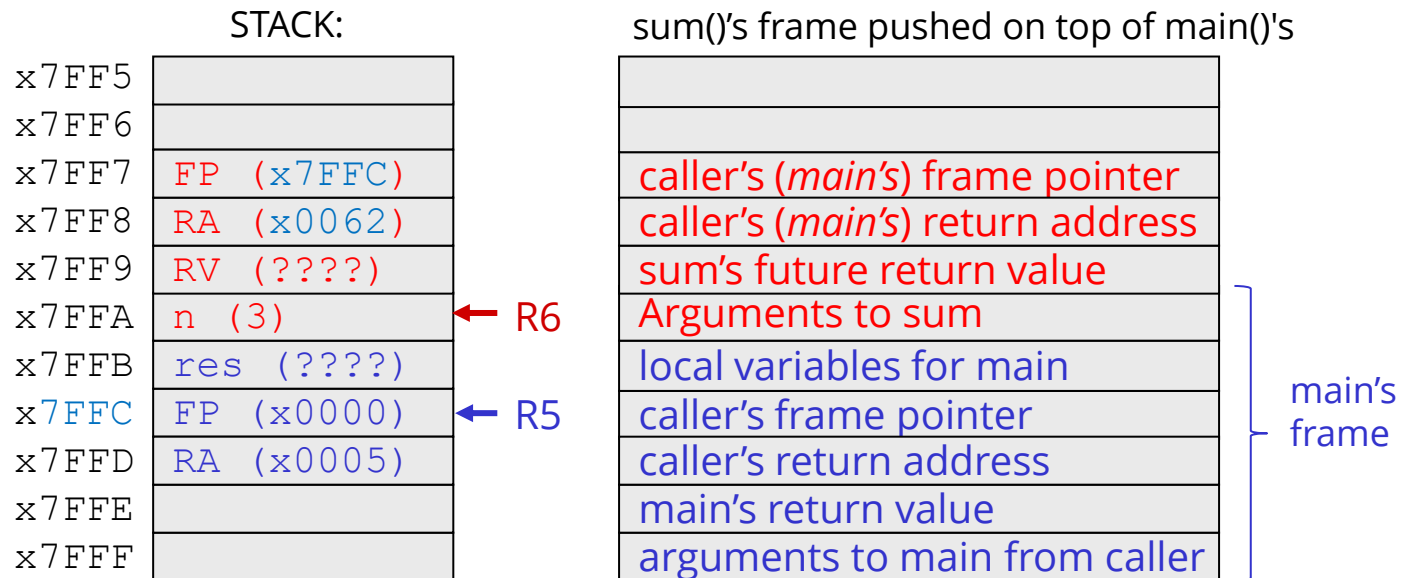 STACK: sum()’s frame pushed on top of main()'s
x7FF5
x7FF6
x7FF7 FP (x7FFC) caller’s (main’s) frame pointer
x7FF8 RA (x0062) caller’s (main’s) return address
x7FF9 RV (????) sum’s future return value
x7FFA n (3) R6 Arguments to sum
x7FFB res (????) local variables for main
x7FFC FP (x0000) R5 caller’s frame pointer
x7FFD RA (x0005) caller’s return address
x7FFE main’s return value
x7FFF arguments to main from caller
main’s
frame